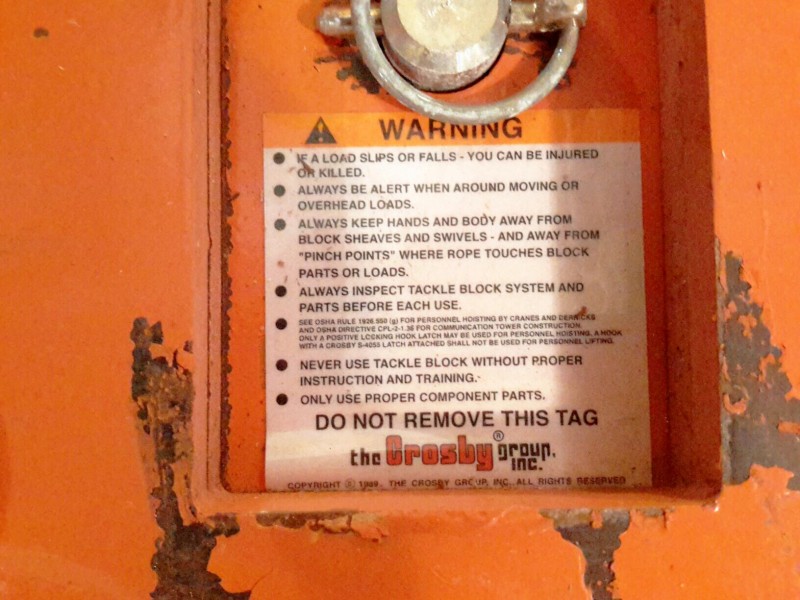 WARNING
● IF A LOAD SLIPS OR FALLS - YOU CAN BE INJURED
OR KILLED.
● ALWAYS BE ALERT WHEN AROUND MOVING OR
OVERHEAD LOADS.
● ALWAYS KEEP HANDS AND BODY AWAY FROM
BLOCK SHEAVES AND SWIVELS - AND AWAY FROM
"PINCH POINTS" WHERE ROPE TOUCHES BLOCK
PARTS OR LOADS.
● ALWAYS INSPECT TACKLE BLOCK SYSTEM AND
PARTS BEFORE EACH USE.
● SEE OSHA RULE 1926.550 (g) FOR PERSONNEL HOISTING BY CRANES AND DERRICKS
AND OSHA DIRECTIVE CPL-2-1.36 FOR COMMUNICATION TOWER CONSTRUCTION.
ONLY A POSITIVE LOCKING HOOK LATCH MAY BE USED FOR PERSONNEL HOISTING. A HOOK
WITH A CROSBY S-4055 LATCH ATTACHED SHALL NOT BE USED FOR PERSONNEL LIFTING.
● NEVER USE TACKLE BLOCK WITHOUT PROPER
INSTRUCTION AND TRAINING.
● ONLY USE PROPER COMPONENT PARTS.
DO NOT REMOVE THIS TAG
the Crosby® group, inc.
COPYRIGHT © 1989, THE CROSBY GROUP, INC. ALL RIGHTS RESERVED